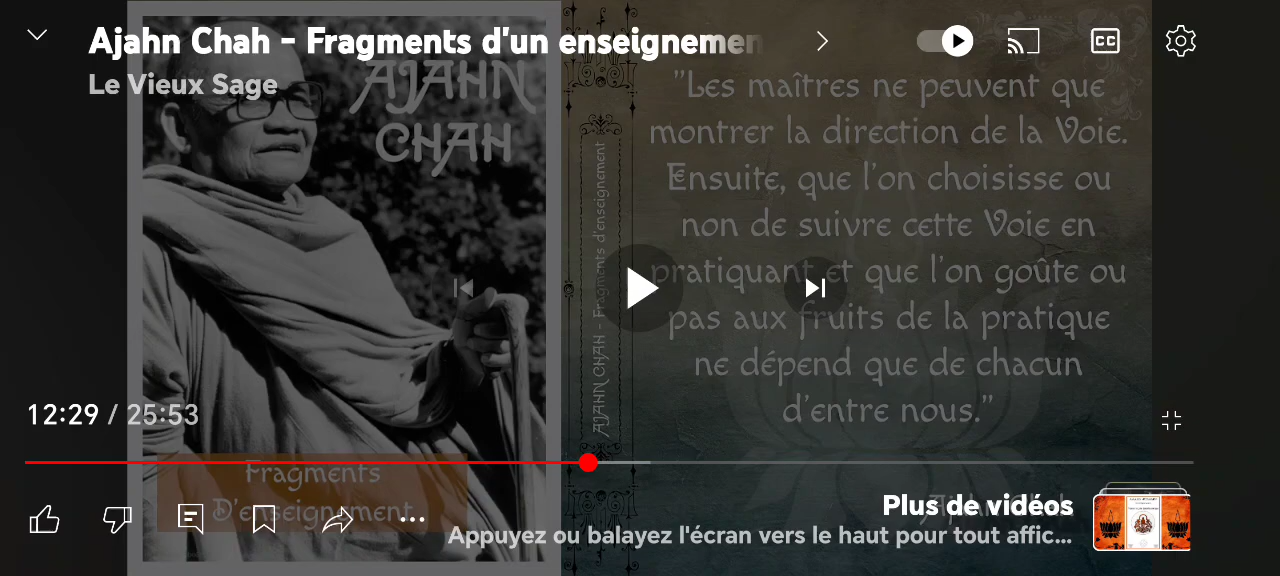 Ajahn Chah - Fragments d'un enseignemen
Le Vieux Sage
AJAHN
CHAH
AJAHN CHAH - Fragments d'enseignement
"Les maîtres ne peuvent que
montrer la direction de la Voie.
Ensuite, que l'on choisisse ou
non de suivre cette Voie en
pratiquant et que l'on goûte ou
pas aux fruits de la pratique
ne dépend que de chacun
d'entre nous."
CC
12:29 / 25:53
Fragments
D'enseignement
Plus de vidéos
Appuyez ou balayez l'écran vers le haut pour tout affic...